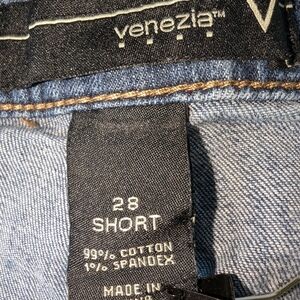 venezia™
V
28
SHORT
99% COTTON
1% SPANDEX
MADE IN